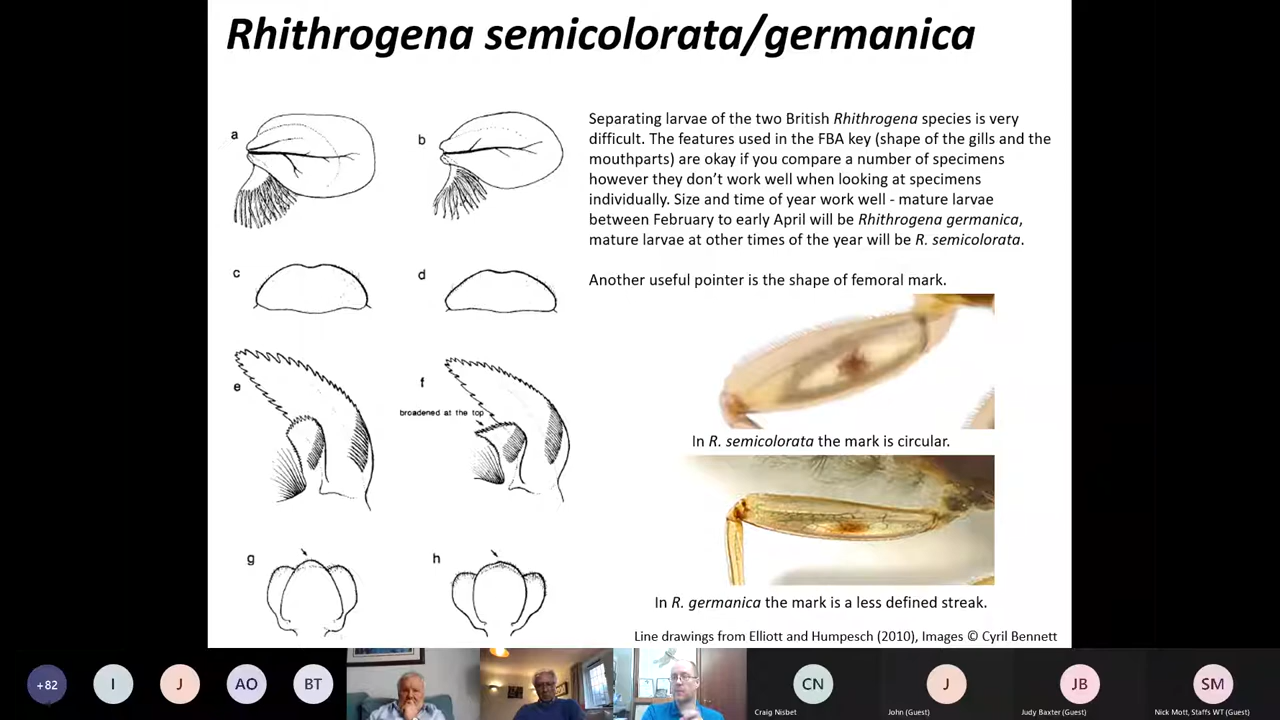 Rhithrogena semicolorata/germanica
a
b
c
d
e
f
broadened at the top
g
h
Separating larvae of the two British Rhithrogena species is very
difficult. The features used in the FBA key (shape of the gills and the
mouthparts) are okay if you compare a number of specimens
however they don’t work well when looking at specimens
individually. Size and time of year work well - mature larvae
between February to early April will be Rhithrogena germanica,
mature larvae at other times of the year will be R. semicolorata.
Another useful pointer is the shape of femoral mark.
In R. semicolorata the mark is circular.
In R. germanica the mark is a less defined streak.
Line drawings from Elliott and Humpesch (2010), Images © Cyril Bennett
+82
I
J
AO
BT
CN
Craig Nisbet
J
John (Guest)
JB
Judy Baxter (Guest)
SM
Nick Mott, Staffs WT (Guest)